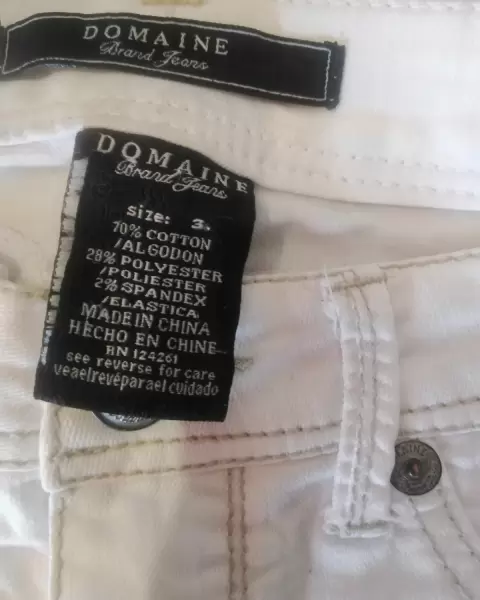 DOMAINE
Brand Jeans
DOMAINE
Brand Jeans
size: 3.
70% COTTON
/ALGODON
28% POLYESTER
/POLIESTER
2% SPANDEX
/ELASTICA
MADE IN CHINA
HECHO EN CHINE
RN 124261
see reverse for care
veaelrevéparael cuidado